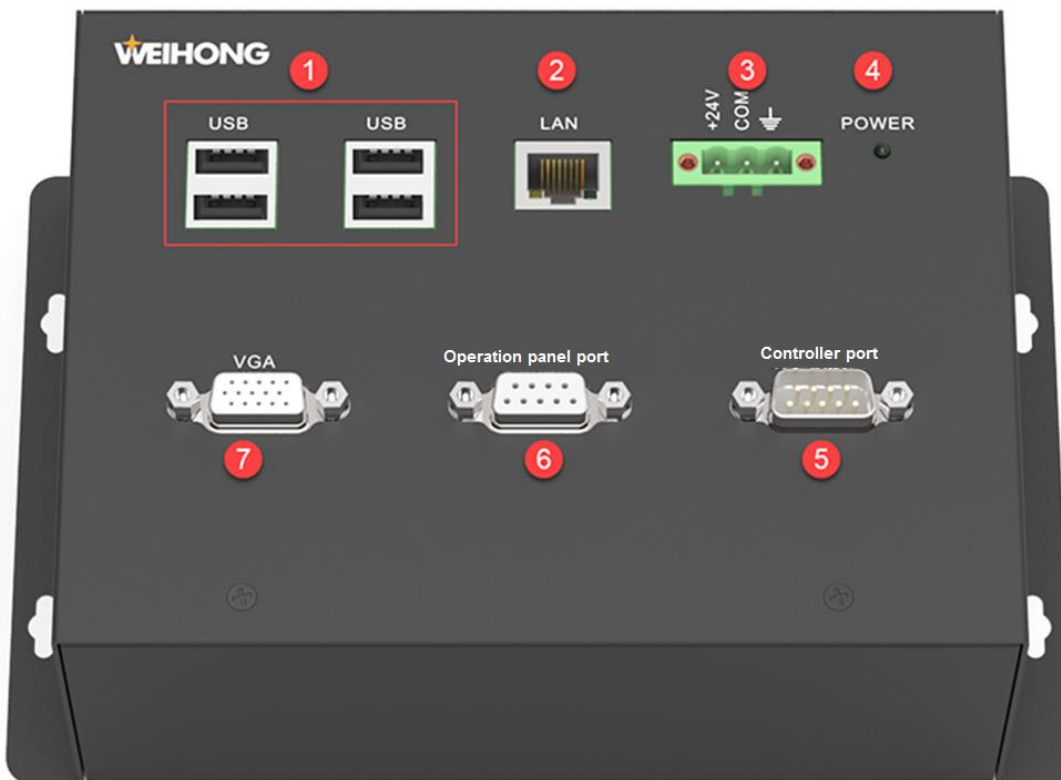 WEIHONG
1
2
3
4
USB
USB
LAN
+24V
COM
POWER
VGA
Operation panel port
Controller port
7
6
5